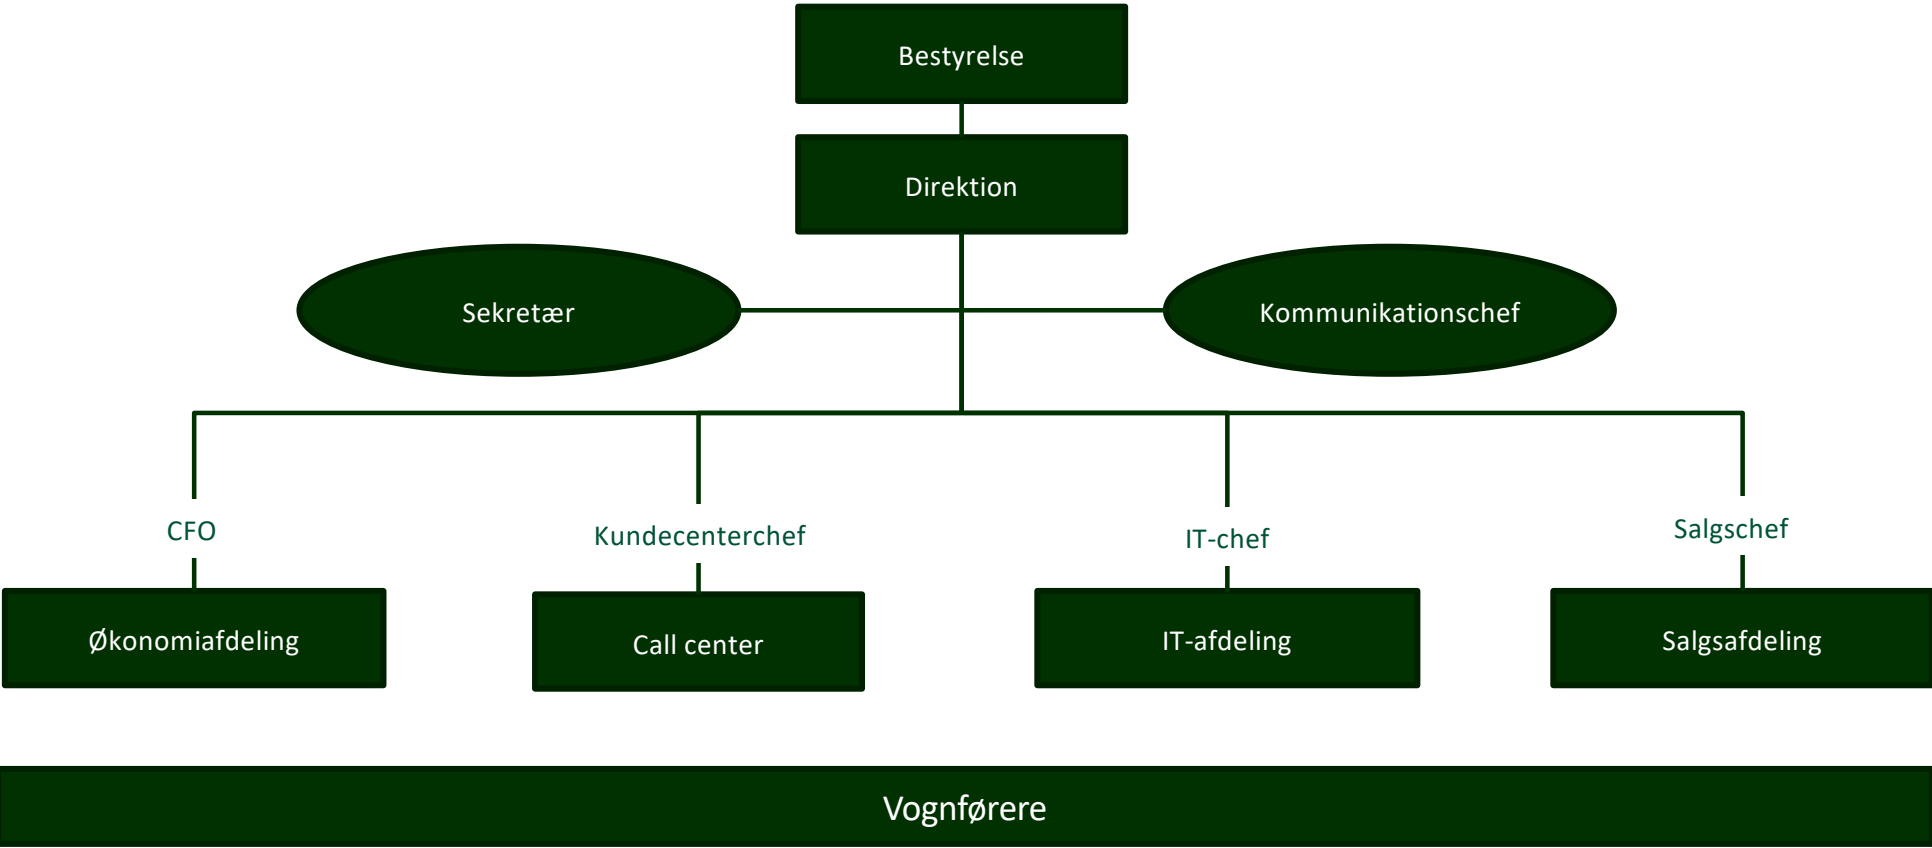 Bestyrelse
Direktion
Sekretær
Kommunikationschef
CFO
Kundecenterchef
IT-chef
Salgschef
Økonomiafdeling
Call center
IT-afdeling
Salgsafdeling
Vognførere